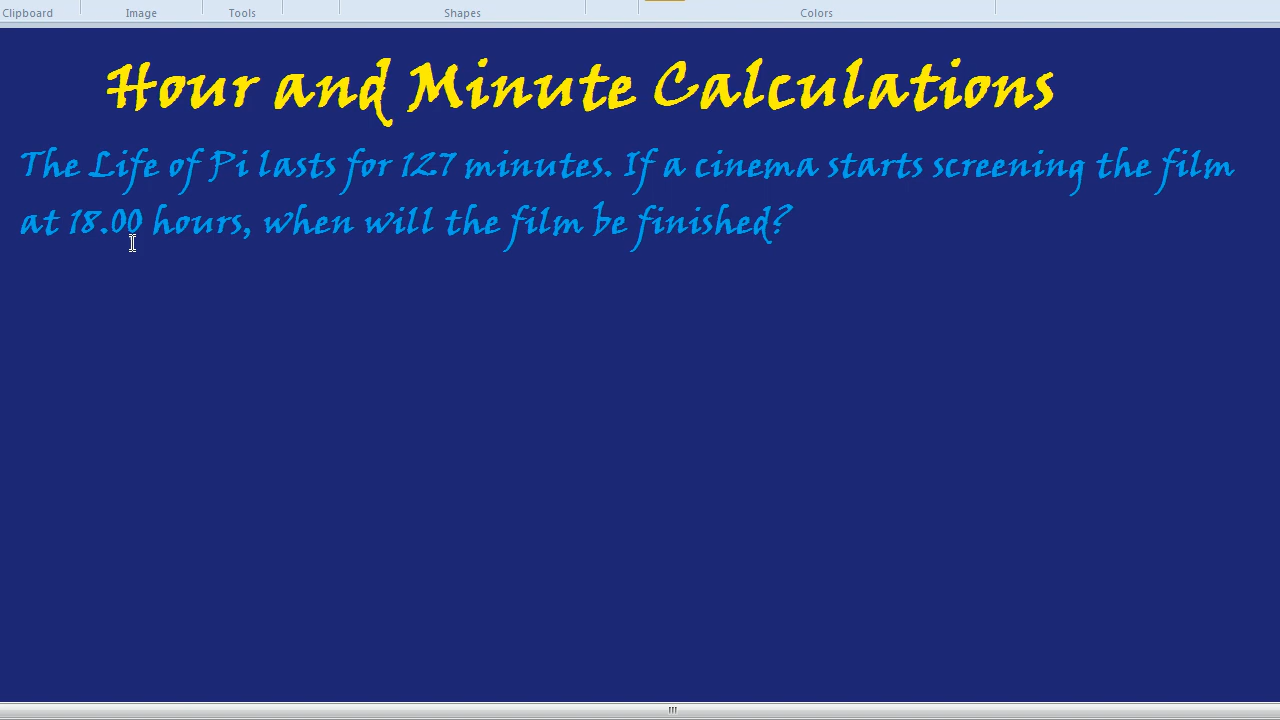 Clipboard Image Tools Shapes Colors
Hour and Minute Calculations
The Life of Pi lasts for 127 minutes. If a cinema starts screening the film
at 18.00 hours, when will the film be finished?